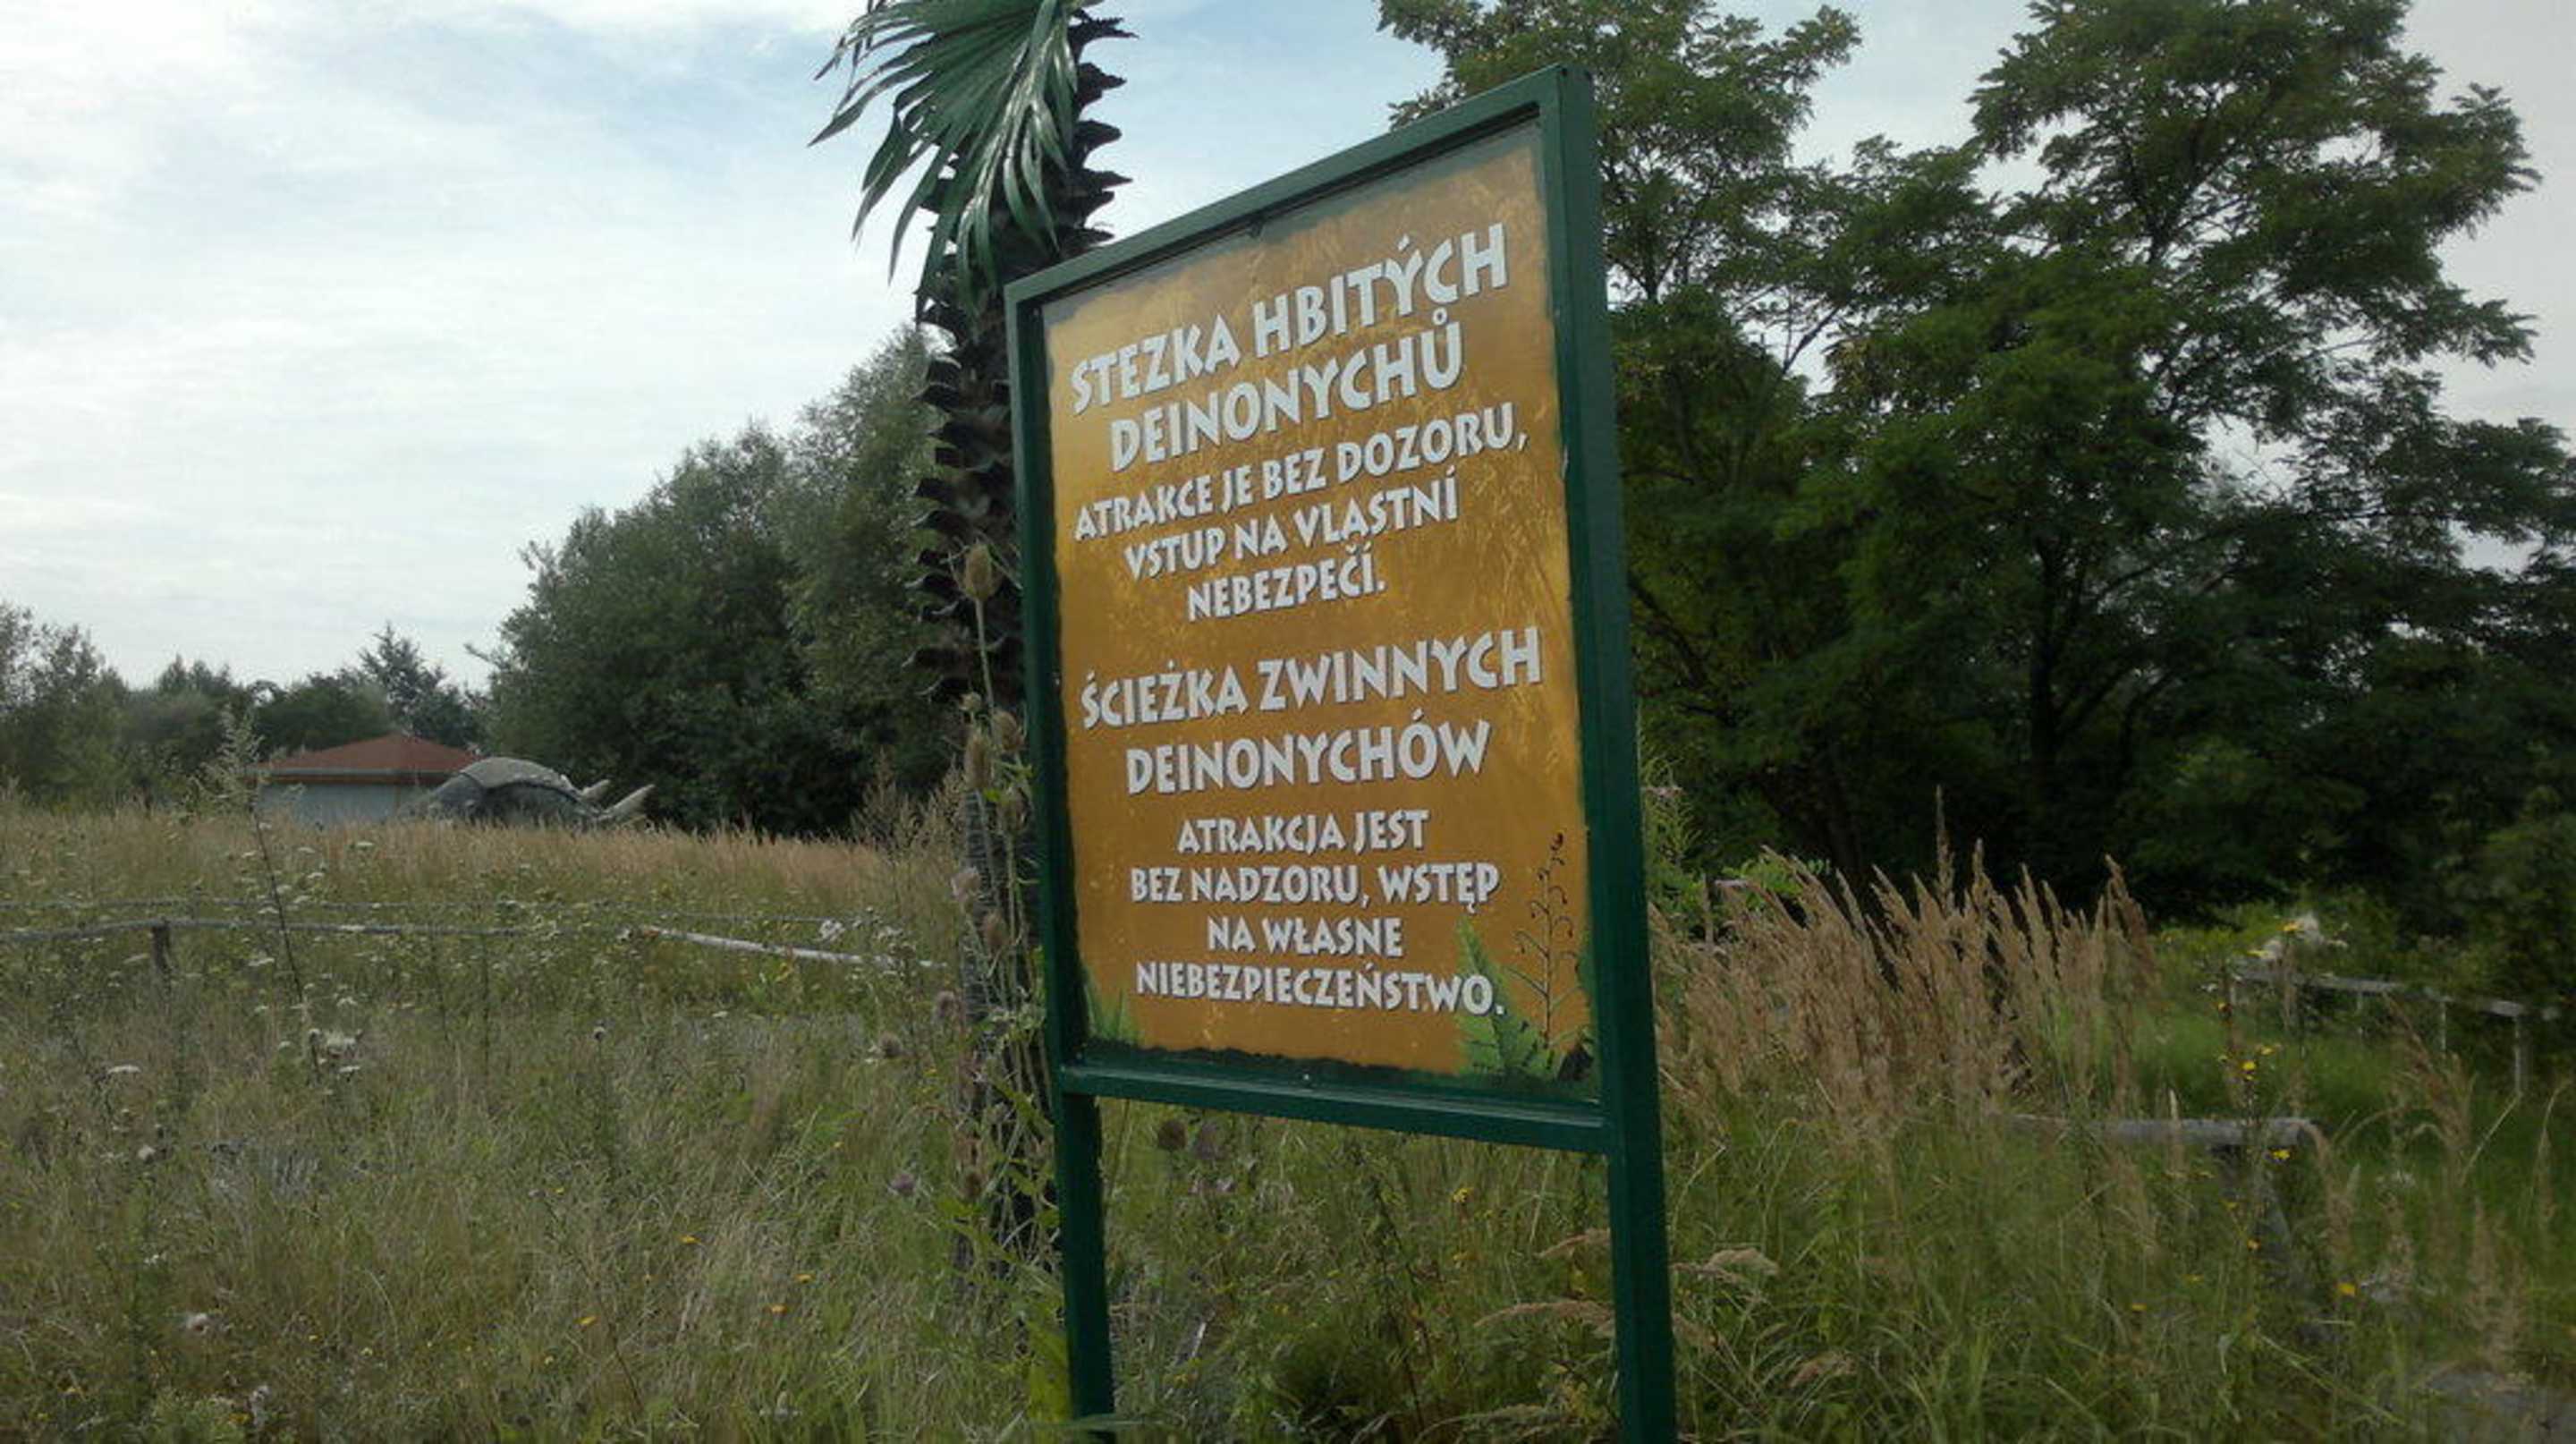 STEZKA HBITÝCH
DEINONYCHŮ
ATRAKCE JE BEZ DOZORU,
VSTUP NA VLASTNÍ
NEBEZPEČÍ.
ŚCIEŻKA ZWINNYCH
DEINONYCHÓW
ATRAKCJA JEST
BEZ NADZORU, WSTĘP
NA WŁASNE
NIEBEZPIECZEŃSTWO.